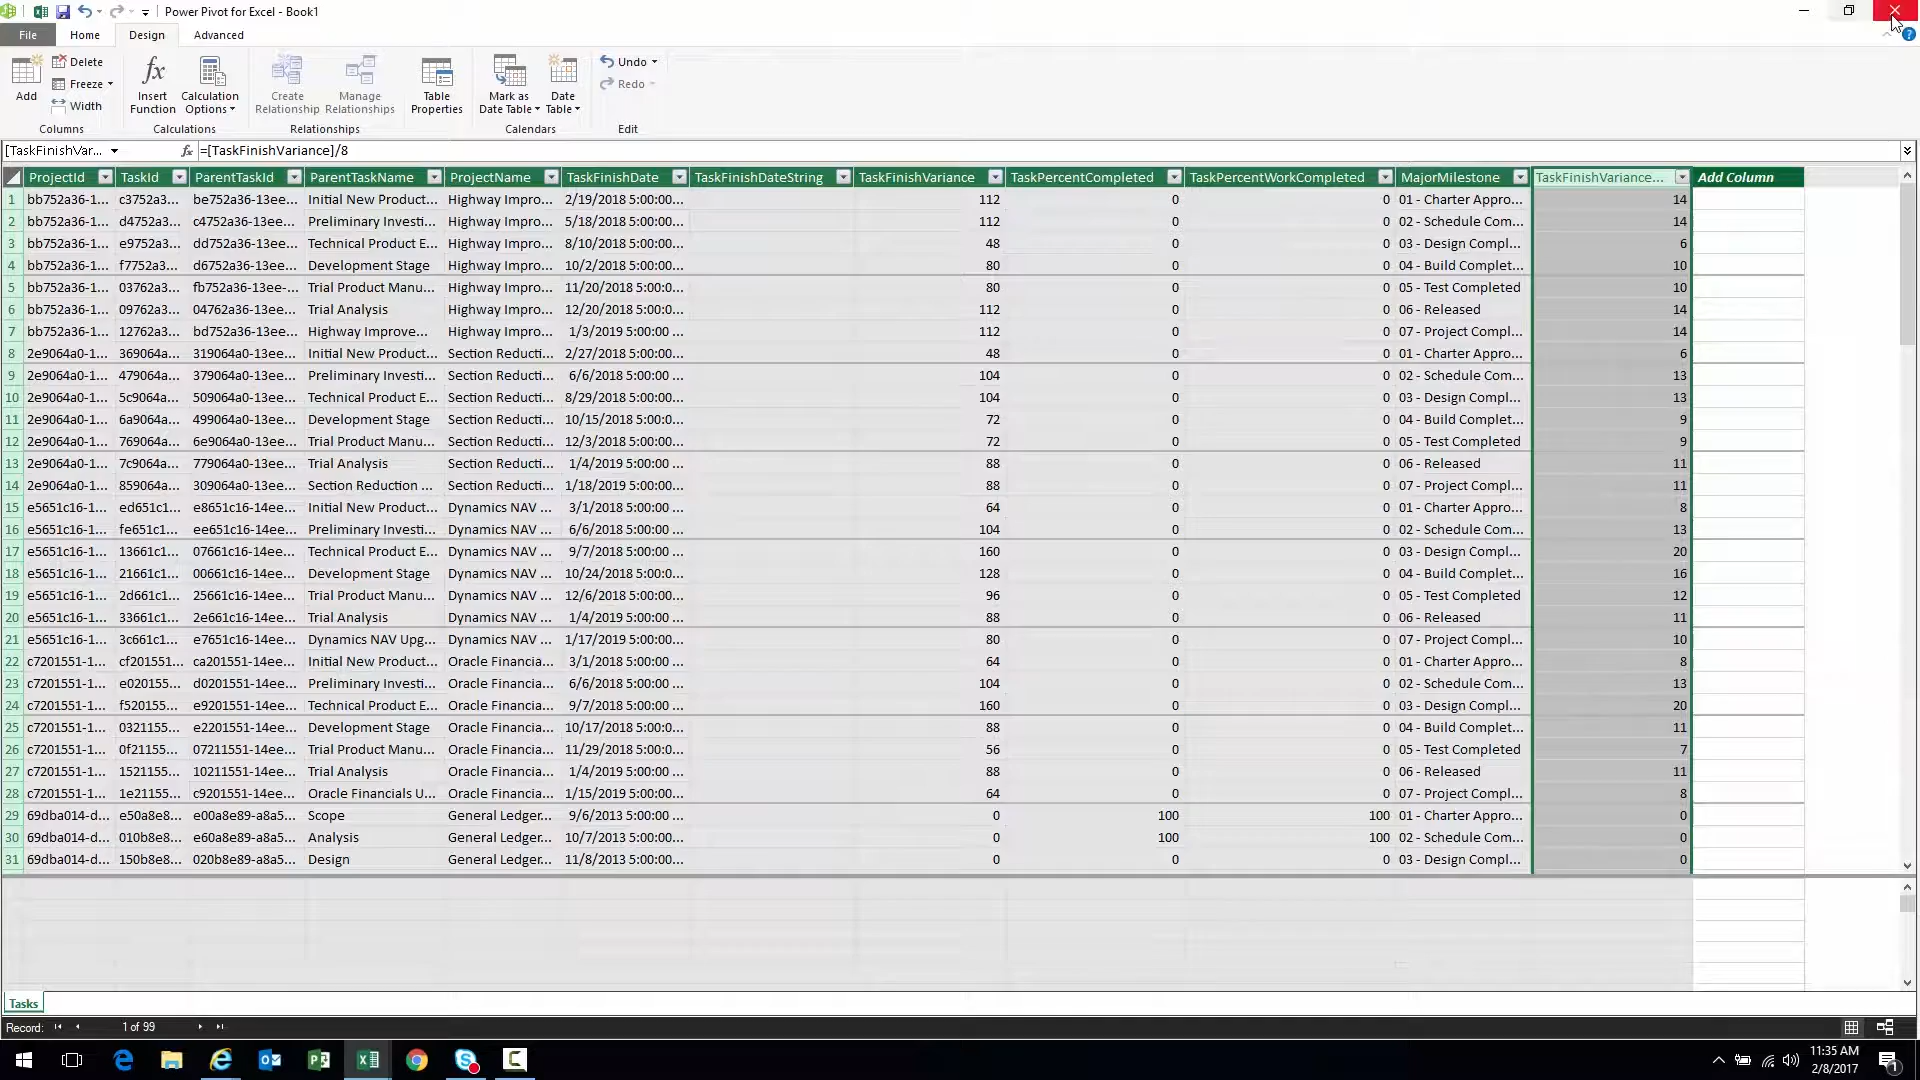 Power Pivot for Excel - Book1
File Home Design Advanced
Add Delete Freeze Width
Insert Function Calculation Options
Create Relationship Manage Relationships
Table Properties
Mark as Date Table Date Table
Undo Redo
Columns Calculations Relationships Calendars Edit
[TaskFinishVar... fx =[TaskFinishVariance]/8
ProjectId TaskId ParentTaskId ParentTaskName ProjectName TaskFinishDate TaskFinishDateString TaskFinishVariance TaskPercentCompleted TaskPercentWorkCompleted MajorMilestone TaskFinishVariance... Add Column
1 bb752a36-1... c3752a3... be752a36-13ee... Initial New Product... Highway Impro... 2/19/2018 5:00:00... 112 0 0 01 - Charter Appro... 14
2 bb752a36-1... d4752a3... c4752a36-13ee... Preliminary Investi... Highway Impro... 5/18/2018 5:00:00... 112 0 0 02 - Schedule Com... 14
3 bb752a36-1... e9752a3... dd752a36-13ee... Technical Product E... Highway Impro... 8/10/2018 5:00:00... 48 0 0 03 - Design Compl... 6
4 bb752a36-1... f7752a3... d6752a36-13ee... Development Stage Highway Impro... 10/2/2018 5:00:00... 80 0 0 04 - Build Complet... 10
5 bb752a36-1... 03762a3... fb752a36-13ee-... Trial Product Manu... Highway Impro... 11/20/2018 5:00:0... 80 0 0 05 - Test Completed 10
6 bb752a36-1... 09762a3... 04762a36-13ee... Trial Analysis Highway Impro... 12/20/2018 5:00:0... 112 0 0 06 - Released 14
7 bb752a36-1... 12762a3... bd752a36-13ee... Highway Improve... Highway Impro... 1/3/2019 5:00:00 ... 112 0 0 07 - Project Compl... 14
8 2e9064a0-1... 369064a... 319064a0-13ee... Initial New Product... Section Reducti... 2/27/2018 5:00:00... 48 0 0 01 - Charter Appro... 6
9 2e9064a0-1... 479064a... 379064a0-13ee... Preliminary Investi... Section Reducti... 6/6/2018 5:00:00 ... 104 0 0 02 - Schedule Com... 13
10 2e9064a0-1... 5c9064a... 509064a0-13ee... Technical Product E... Section Reducti... 8/29/2018 5:00:00... 104 0 0 03 - Design Compl... 13
11 2e9064a0-1... 6a9064a... 499064a0-13ee... Development Stage Section Reducti... 10/15/2018 5:00:0... 72 0 0 04 - Build Complet... 9
12 2e9064a0-1... 769064a... 6e9064a0-13ee... Trial Product Manu... Section Reducti... 12/3/2018 5:00:00... 72 0 0 05 - Test Completed 9
13 2e9064a0-1... 7c9064a... 779064a0-13ee... Trial Analysis Section Reducti... 1/4/2019 5:00:00 ... 88 0 0 06 - Released 11
14 2e9064a0-1... 859064a... 309064a0-13ee... Section Reduction ... Section Reducti... 1/18/2019 5:00:00... 88 0 0 07 - Project Compl... 11
15 e5651c16-1... ed651c1... e8651c16-14ee... Initial New Product... Dynamics NAV ... 3/1/2018 5:00:00 ... 64 0 0 01 - Charter Appro... 8
16 e5651c16-1... fe651c1... ee651c16-14ee... Preliminary Investi... Dynamics NAV ... 6/6/2018 5:00:00 ... 104 0 0 02 - Schedule Com... 13
17 e5651c16-1... 13661c1... 07661c16-14ee... Technical Product E... Dynamics NAV ... 9/7/2018 5:00:00 ... 160 0 0 03 - Design Compl... 20
18 e5651c16-1... 21661c1... 00661c16-14ee... Development Stage Dynamics NAV ... 10/24/2018 5:00:0... 128 0 0 04 - Build Complet... 16
19 e5651c16-1... 2d661c1... 25661c16-14ee... Trial Product Manu... Dynamics NAV ... 12/6/2018 5:00:00... 96 0 0 05 - Test Completed 12
20 e5651c16-1... 33661c1... 2e661c16-14ee... Trial Analysis Dynamics NAV ... 1/4/2019 5:00:00 ... 88 0 0 06 - Released 11
21 e5651c16-1... 3c661c1... e7651c16-14ee... Dynamics NAV Upg... Dynamics NAV ... 1/17/2019 5:00:00... 80 0 0 07 - Project Compl... 10
22 c7201551-1... cf201551... ca201551-14ee... Initial New Product... Oracle Financia... 3/1/2018 5:00:00 ... 64 0 0 01 - Charter Appro... 8
23 c7201551-1... e020155... d0201551-14ee... Preliminary Investi... Oracle Financia... 6/6/2018 5:00:00 ... 104 0 0 02 - Schedule Com... 13
24 c7201551-1... f520155... e9201551-14ee... Technical Product E... Oracle Financia... 9/7/2018 5:00:00 ... 160 0 0 03 - Design Compl... 20
25 c7201551-1... 0321155... e2201551-14ee... Development Stage Oracle Financia... 10/17/2018 5:00:0... 88 0 0 04 - Build Complet... 11
26 c7201551-1... 0f21155... 07211551-14ee... Trial Product Manu... Oracle Financia... 11/29/2018 5:00:0... 56 0 0 05 - Test Completed 7
27 c7201551-1... 1521155... 10211551-14ee... Trial Analysis Oracle Financia... 1/4/2019 5:00:00 ... 88 0 0 06 - Released 11
28 c7201551-1... 1e21155... c9201551-14ee... Oracle Financials U... Oracle Financia... 1/15/2019 5:00:00... 64 0 0 07 - Project Compl... 8
29 69dba014-d... e50a8e8... e00a8e89-a8a5... Scope General Ledger... 9/6/2013 5:00:00 ... 0 100 100 01 - Charter Appro... 0
30 69dba014-d... 010b8e8... e60a8e89-a8a5... Analysis General Ledger... 10/7/2013 5:00:00... 0 100 100 02 - Schedule Com... 0
31 69dba014-d... 150b8e8... 020b8e89-a8a5... Design General Ledger... 11/8/2013 5:00:00... 0 0 0 03 - Design Compl... 0
Tasks
Record: 1 of 99
11:35 AM
2/8/2017